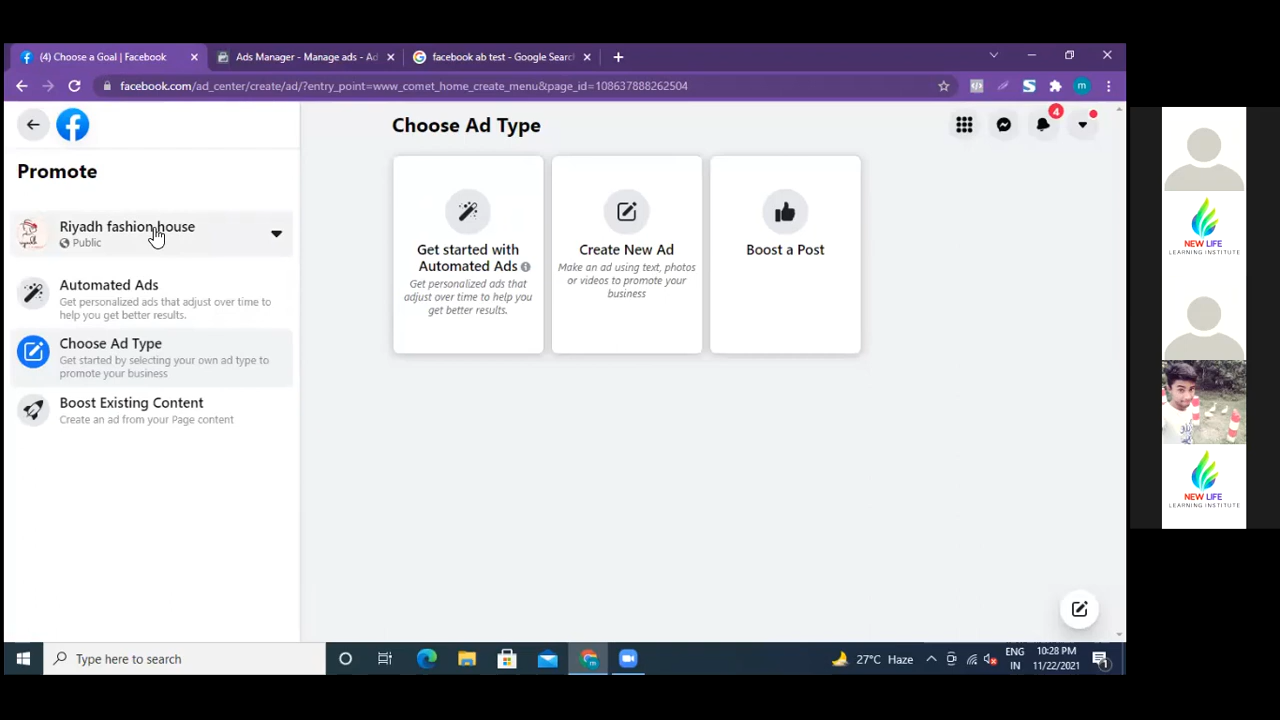 (4) Choose a Goal | Facebook
Ads Manager - Manage ads - Ad
facebook ab test - Google Search
facebook.com/ad_center/create/ad/?entry_point=www_comet_home_create_menu&page_id=108637888262504
Promote
Riyadh fashion house
Public
Automated Ads
Get personalized ads that adjust over time to
help you get better results.
Choose Ad Type
Get started by selecting your own ad type to
promote your business
Boost Existing Content
Create an ad from your Page content
Choose Ad Type
4
Get started with
Automated Ads
Get personalized ads that
adjust over time to help you
get better results.
Create New Ad
Make an ad using text, photos
or videos to promote your
business
Boost a Post
NEW LIFE
LEARNING INSTITUTE
NEW LIFE
LEARNING INSTITUTE
Type here to search
27°C Haze
ENG
IN
10:28 PM
11/22/2021
1